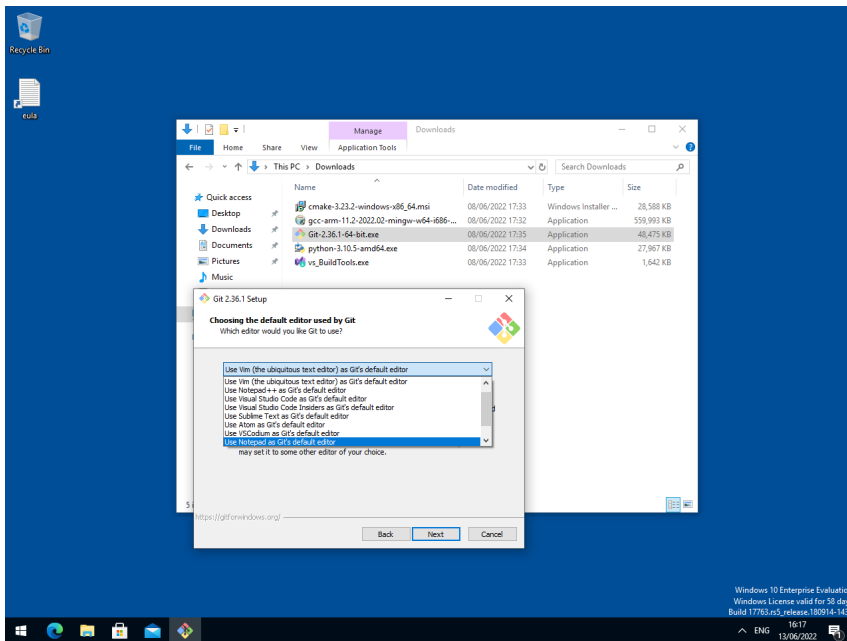 Recycle Bin
eula
Manage
Downloads
File
Home
Share
View
Application Tools
This PC > Downloads
Search Downloads
Name
Date modified
Type
Size
Quick access
Desktop
Downloads
Documents
Pictures
Music
cmake-3.23.2-windows-x86_64.msi 08/06/2022 17:33 Windows Installer ... 28,588 KB
gcc-arm-11.2-2022.02-mingw-w64-i686-... 08/06/2022 17:32 Application 559,993 KB
Git-2.36.1-64-bit.exe 08/06/2022 17:35 Application 48,475 KB
python-3.10.5-amd64.exe 08/06/2022 17:34 Application 27,967 KB
vs_BuildTools.exe 08/06/2022 17:33 Application 1,642 KB
5
Git 2.36.1 Setup
Choosing the default editor used by Git
Which editor would you like Git to use?
Use Vim (the ubiquitous text editor) as Git's default editor
Use Vim (the ubiquitous text editor) as Git's default editor
Use Notepad++ as Git's default editor
Use Visual Studio Code as Git's default editor
Use Visual Studio Code Insiders as Git's default editor
Use Sublime Text as Git's default editor
Use Atom as Git's default editor
Use VSCodium as Git's default editor
Use Notepad as Git's default editor
may set it to some other editor of your choice.
https://gitforwindows.org/
Back
Next
Cancel
Windows 10 Enterprise Evaluatio
Windows License valid for 58 day
Build 17763.rs5_release.180914-143
ENG
16:17
13/06/2022
1